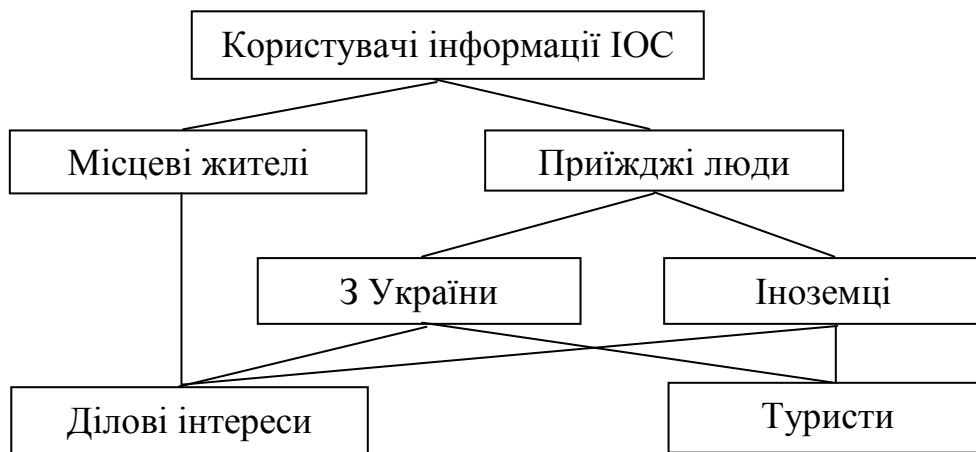 Користувачі інформації ІОС
Місцеві жителі
Приїжджі люди
З України
Іноземці
Ділові інтереси
Туристи